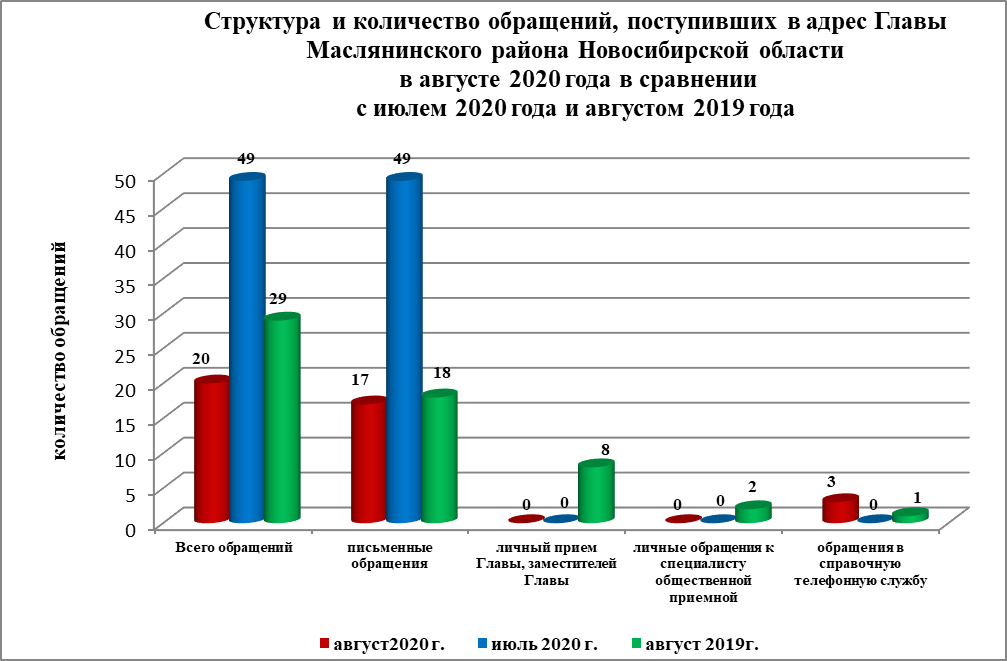 Структура и количество обращений, поступивших в адрес Главы
Маслянинского района Новосибирской области
в августе 2020 года в сравнении
с июлем 2020 года и августом 2019 года
количество обращений
50
45
40
35
30
25
20
15
10
5
0
20
49
29
17
49
18
0
0
8
0
0
2
3
0
1
Всего обращений
письменные
обращения
личный прием
Главы, заместителей
Главы
личные обращения к
специалисту
общественной
приемной
обращения в
справочную
телефонную службу
август2020 г.
июль 2020 г.
август 2019г.